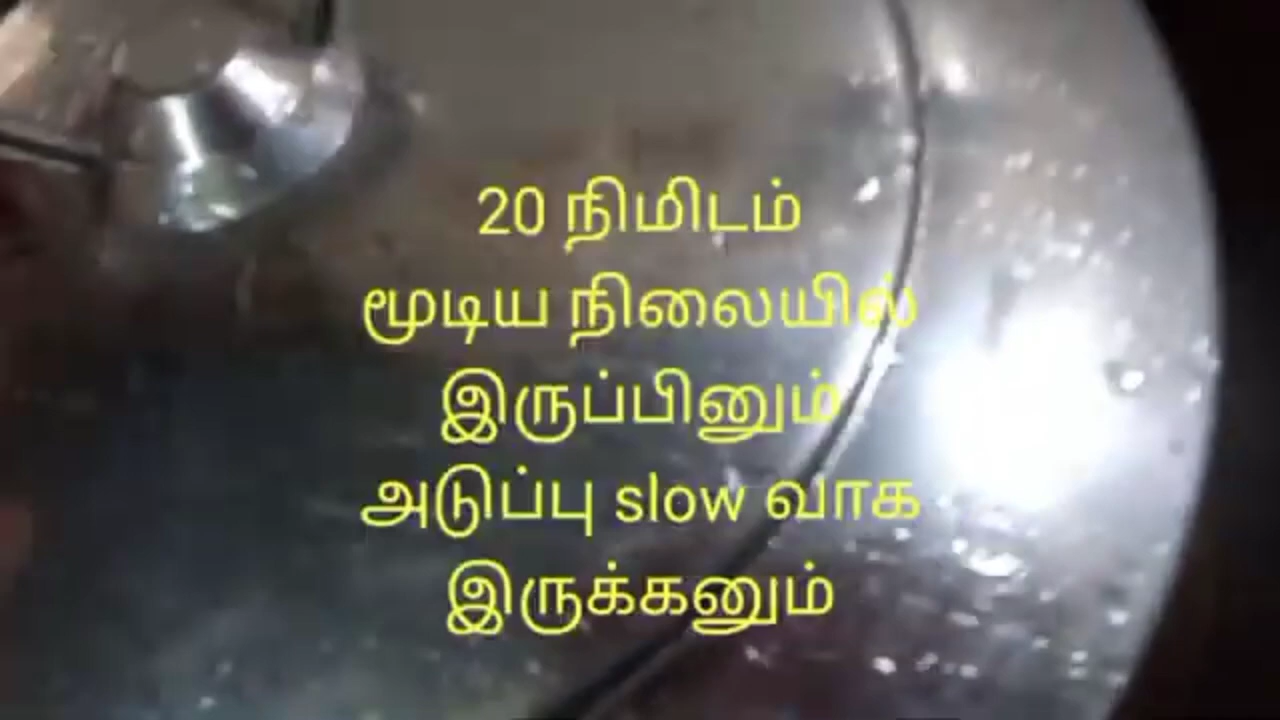 20 நிமிடம்
மூடிய நிலையில்
இருப்பினும்
அடுப்பு slow வாக
இருக்கனும்